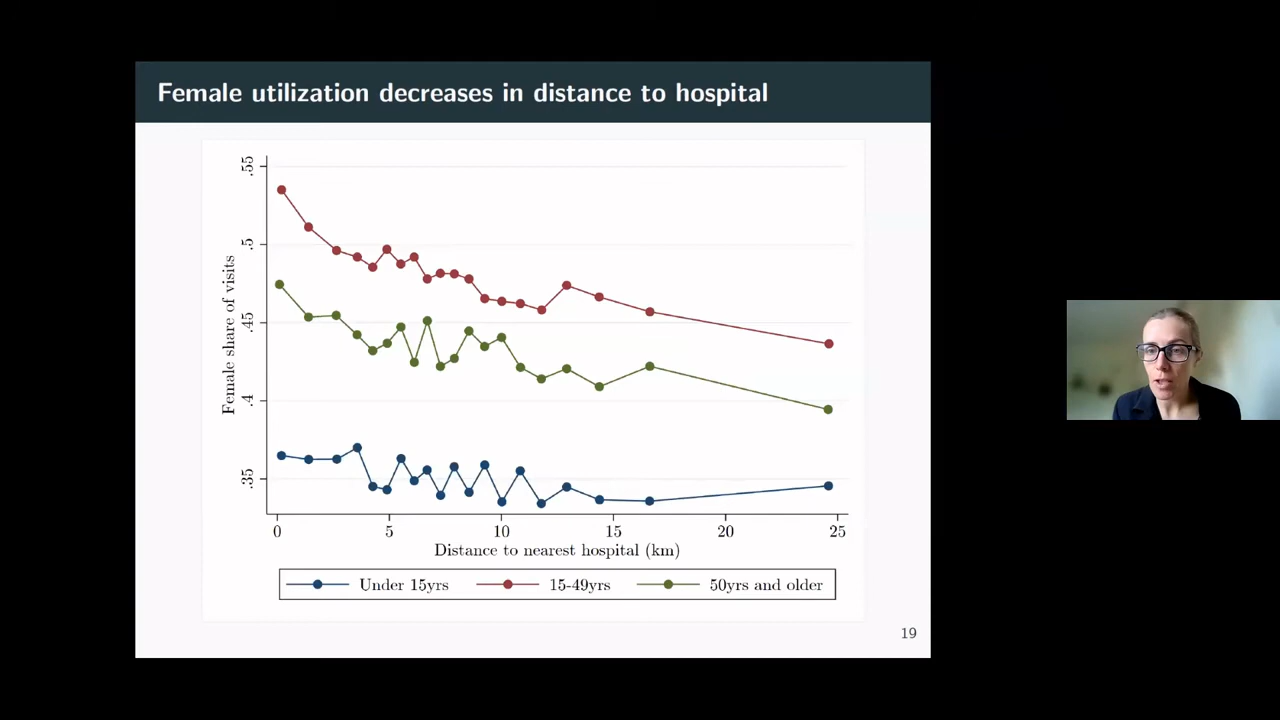 Female utilization decreases in distance to hospital
.55
.5
.45
.4
.35
Female share of visits
0 5 10 15 20 25
Distance to nearest hospital (km)
Under 15yrs 15-49yrs 50yrs and older
19